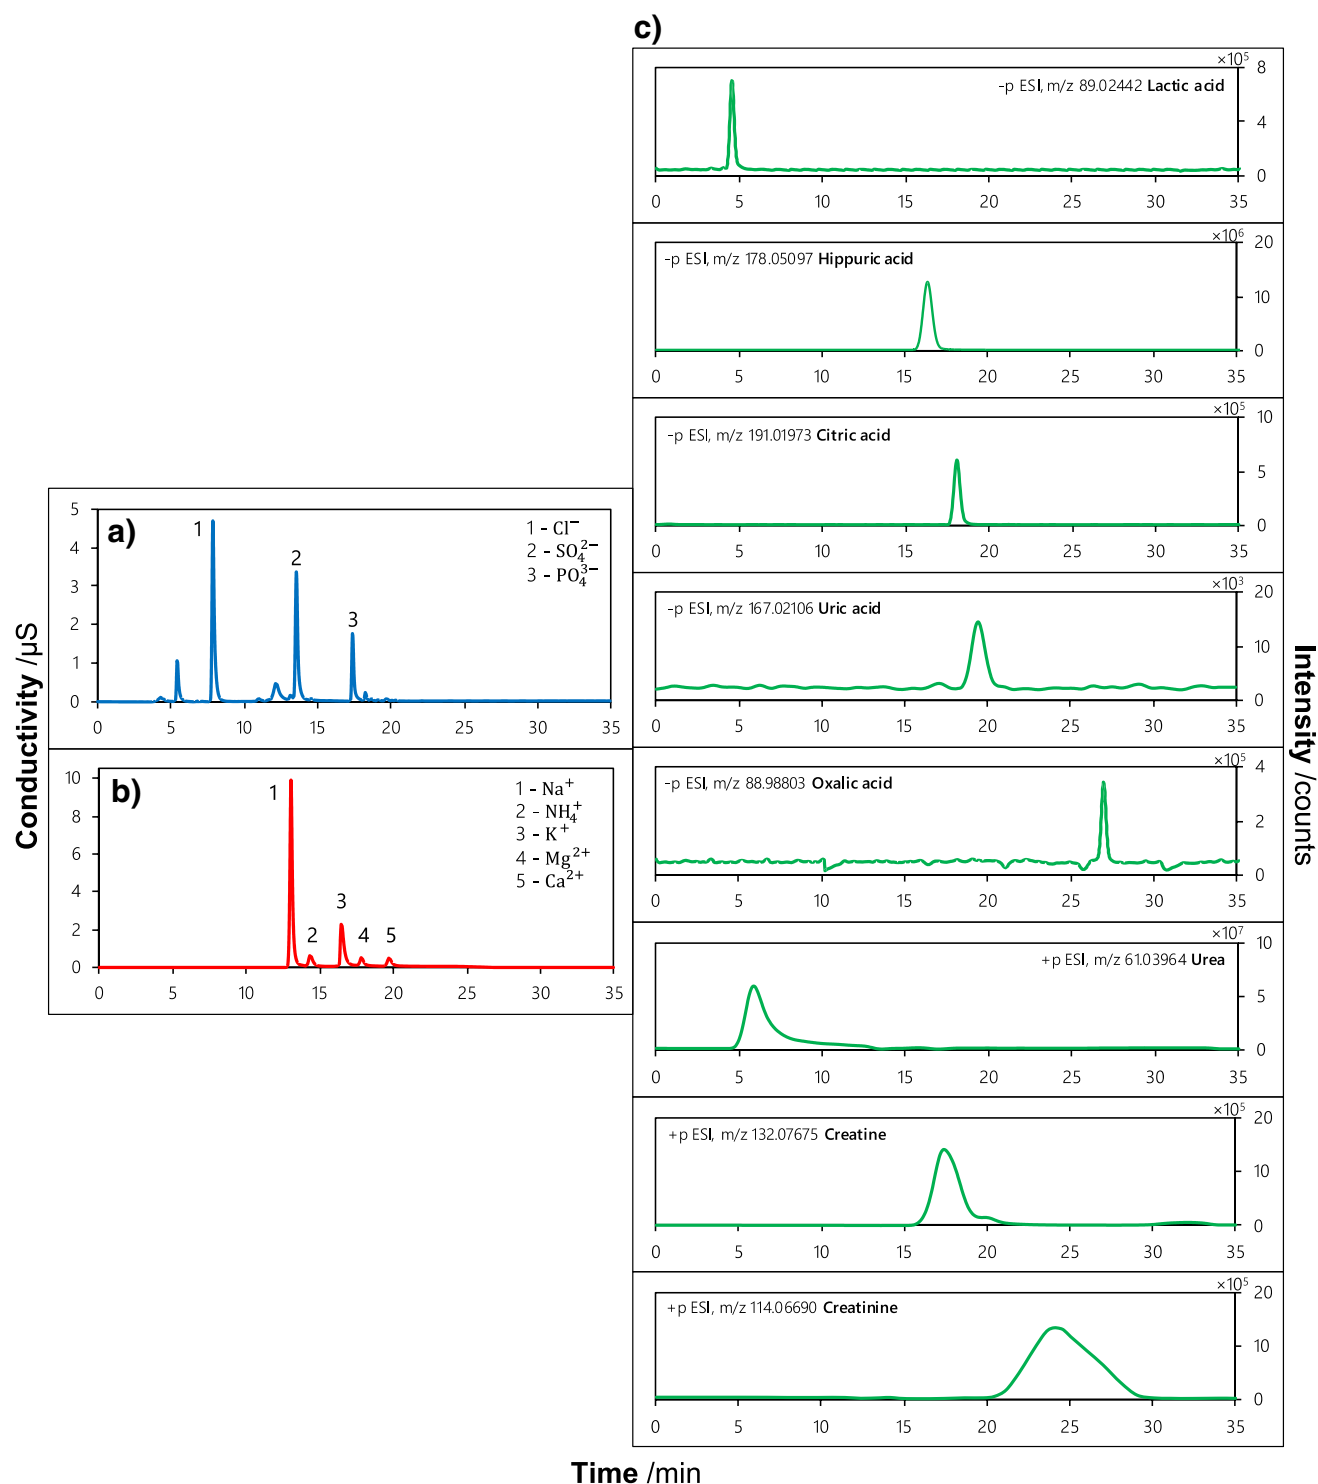 c)
×10⁵
8
-p ESI, m/z 89.02442 Lactic acid
4
0
0 5 10 15 20 25 30 35
×10⁶
20
-p ESI, m/z 178.05097 Hippuric acid
10
0
0 5 10 15 20 25 30 35
×10⁵
10
-p ESI, m/z 191.01973 Citric acid
5
0
0 5 10 15 20 25 30 35
×10³
20
-p ESI, m/z 167.02106 Uric acid
10
0
0 5 10 15 20 25 30 35
×10⁵
4
-p ESI, m/z 88.98803 Oxalic acid
2
0
0 5 10 15 20 25 30 35
×10⁷
10
+p ESI, m/z 61.03964 Urea
5
0
0 5 10 15 20 25 30 35
×10⁵
20
+p ESI, m/z 132.07675 Creatine
10
0
0 5 10 15 20 25 30 35
×10⁵
20
+p ESI, m/z 114.06690 Creatinine
10
0
0 5 10 15 20 25 30 35
Intensity /counts
Conductivity /µS
a)
5
4
3
2
1
0
1
2
3
1 - Cl⁻
2 - SO₄²⁻
3 - PO₄³⁻
0 5 10 15 20 25 30 35
b)
10
8
6
4
2
0
1
2
3
4
5
1 - Na⁺
2 - NH₄⁺
3 - K⁺
4 - Mg²⁺
5 - Ca²⁺
0 5 10 15 20 25 30 35
Time /min